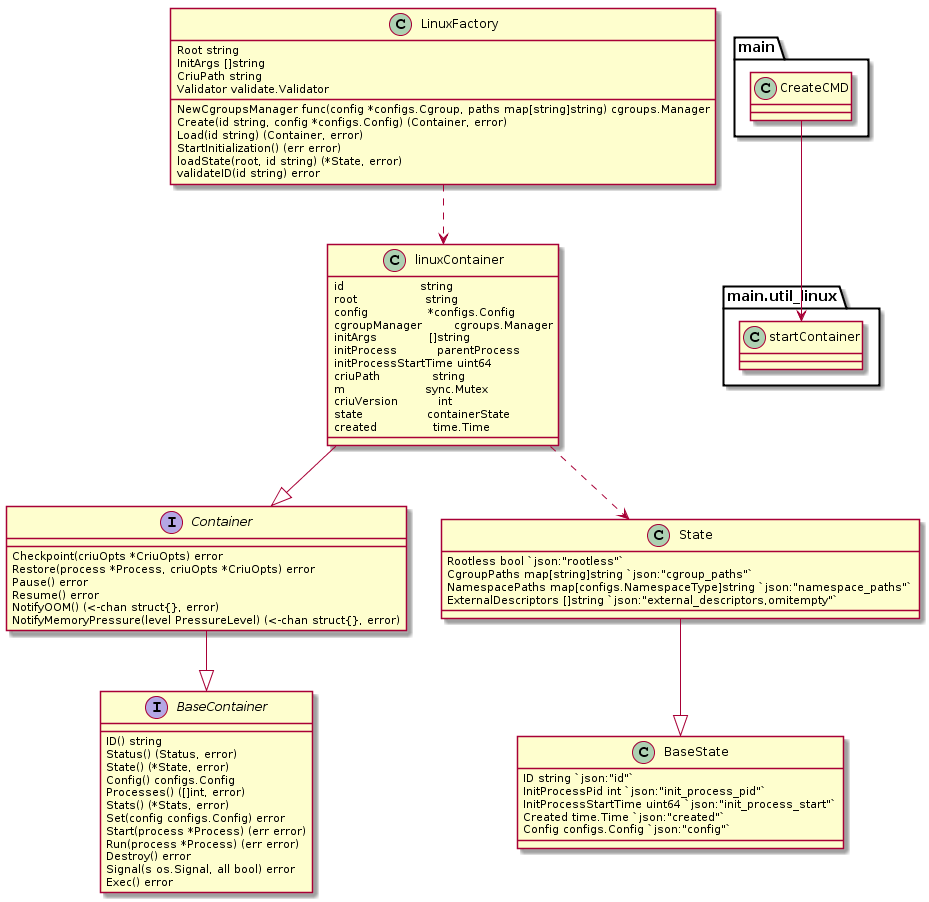 C LinuxFactory
Root string
InitArgs []string
CriuPath string
Validator validate.Validator
NewCgroupsManager func(config *configs.Cgroup, paths map[string]string) cgroups.Manager
Create(id string, config *configs.Config) (Container, error)
Load(id string) (Container, error)
StartInitialization() (err error)
loadState(root, id string) (*State, error)
validateID(id string) error
main
C CreateCMD
C linuxContainer
id string
root string
config *configs.Config
cgroupManager cgroups.Manager
initArgs []string
initProcess parentProcess
initProcessStartTime uint64
criuPath string
m sync.Mutex
criuVersion int
state containerState
created time.Time
main.util_linux
C startContainer
I Container
Checkpoint(criuOpts *CriuOpts) error
Restore(process *Process, criuOpts *CriuOpts) error
Pause() error
Resume() error
NotifyOOM() (<-chan struct{}, error)
NotifyMemoryPressure(level PressureLevel) (<-chan struct{}, error)
C State
Rootless bool `json:"rootless"`
CgroupPaths map[string]string `json:"cgroup_paths"`
NamespacePaths map[configs.NamespaceType]string `json:"namespace_paths"`
ExternalDescriptors []string `json:"external_descriptors,omitempty"`
I BaseContainer
ID() string
Status() (Status, error)
State() (*State, error)
Config() configs.Config
Processes() ([]int, error)
Stats() (*Stats, error)
Set(config configs.Config) error
Start(process *Process) (err error)
Run(process *Process) (err error)
Destroy() error
Signal(s os.Signal, all bool) error
Exec() error
C BaseState
ID string `json:"id"`
InitProcessPid int `json:"init_process_pid"`
InitProcessStartTime uint64 `json:"init_process_start"`
Created time.Time `json:"created"`
Config configs.Config `json:"config"`